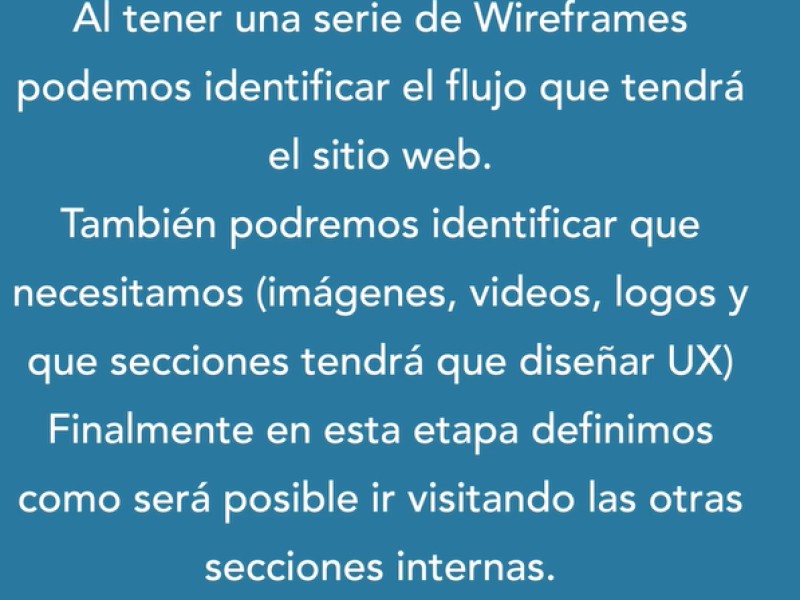 Al tener una serie de Wireframes
podemos identificar el flujo que tendrá
el sitio web.
También podremos identificar que
necesitamos (imágenes, videos, logos y
que secciones tendrá que diseñar UX)
Finalmente en esta etapa definimos
como será posible ir visitando las otras
secciones internas.